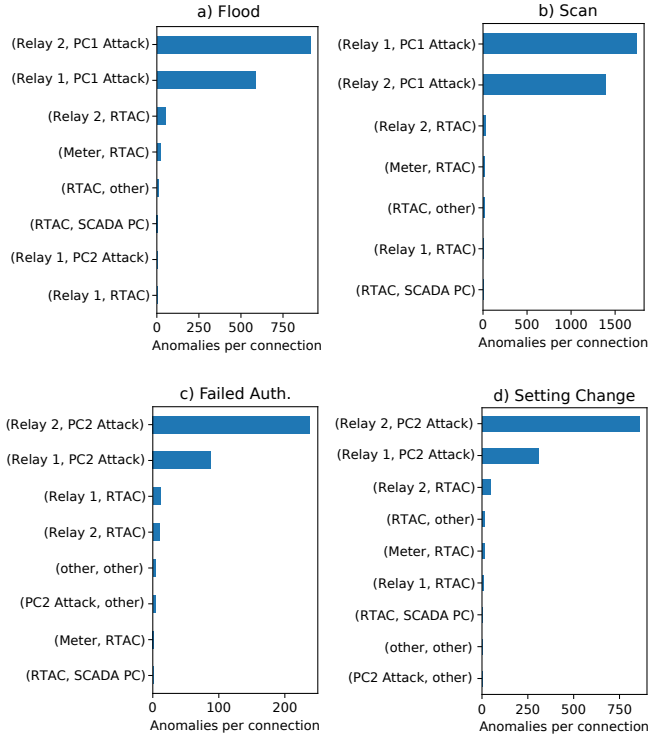 a) Flood
(Relay 2, PC1 Attack)
(Relay 1, PC1 Attack)
(Relay 2, RTAC)
(Meter, RTAC)
(RTAC, other)
(RTAC, SCADA PC)
(Relay 1, PC2 Attack)
(Relay 1, RTAC)
0 250 500 750
Anomalies per connection
b) Scan
(Relay 1, PC1 Attack)
(Relay 2, PC1 Attack)
(Relay 2, RTAC)
(Meter, RTAC)
(RTAC, other)
(Relay 1, RTAC)
(RTAC, SCADA PC)
0 500 1000 1500
Anomalies per connection
c) Failed Auth.
(Relay 2, PC2 Attack)
(Relay 1, PC2 Attack)
(Relay 1, RTAC)
(Relay 2, RTAC)
(other, other)
(PC2 Attack, other)
(Meter, RTAC)
(RTAC, SCADA PC)
0 100 200
Anomalies per connection
d) Setting Change
(Relay 2, PC2 Attack)
(Relay 1, PC2 Attack)
(Relay 2, RTAC)
(RTAC, other)
(Meter, RTAC)
(Relay 1, RTAC)
(RTAC, SCADA PC)
(other, other)
(PC2 Attack, other)
0 250 500 750
Anomalies per connection